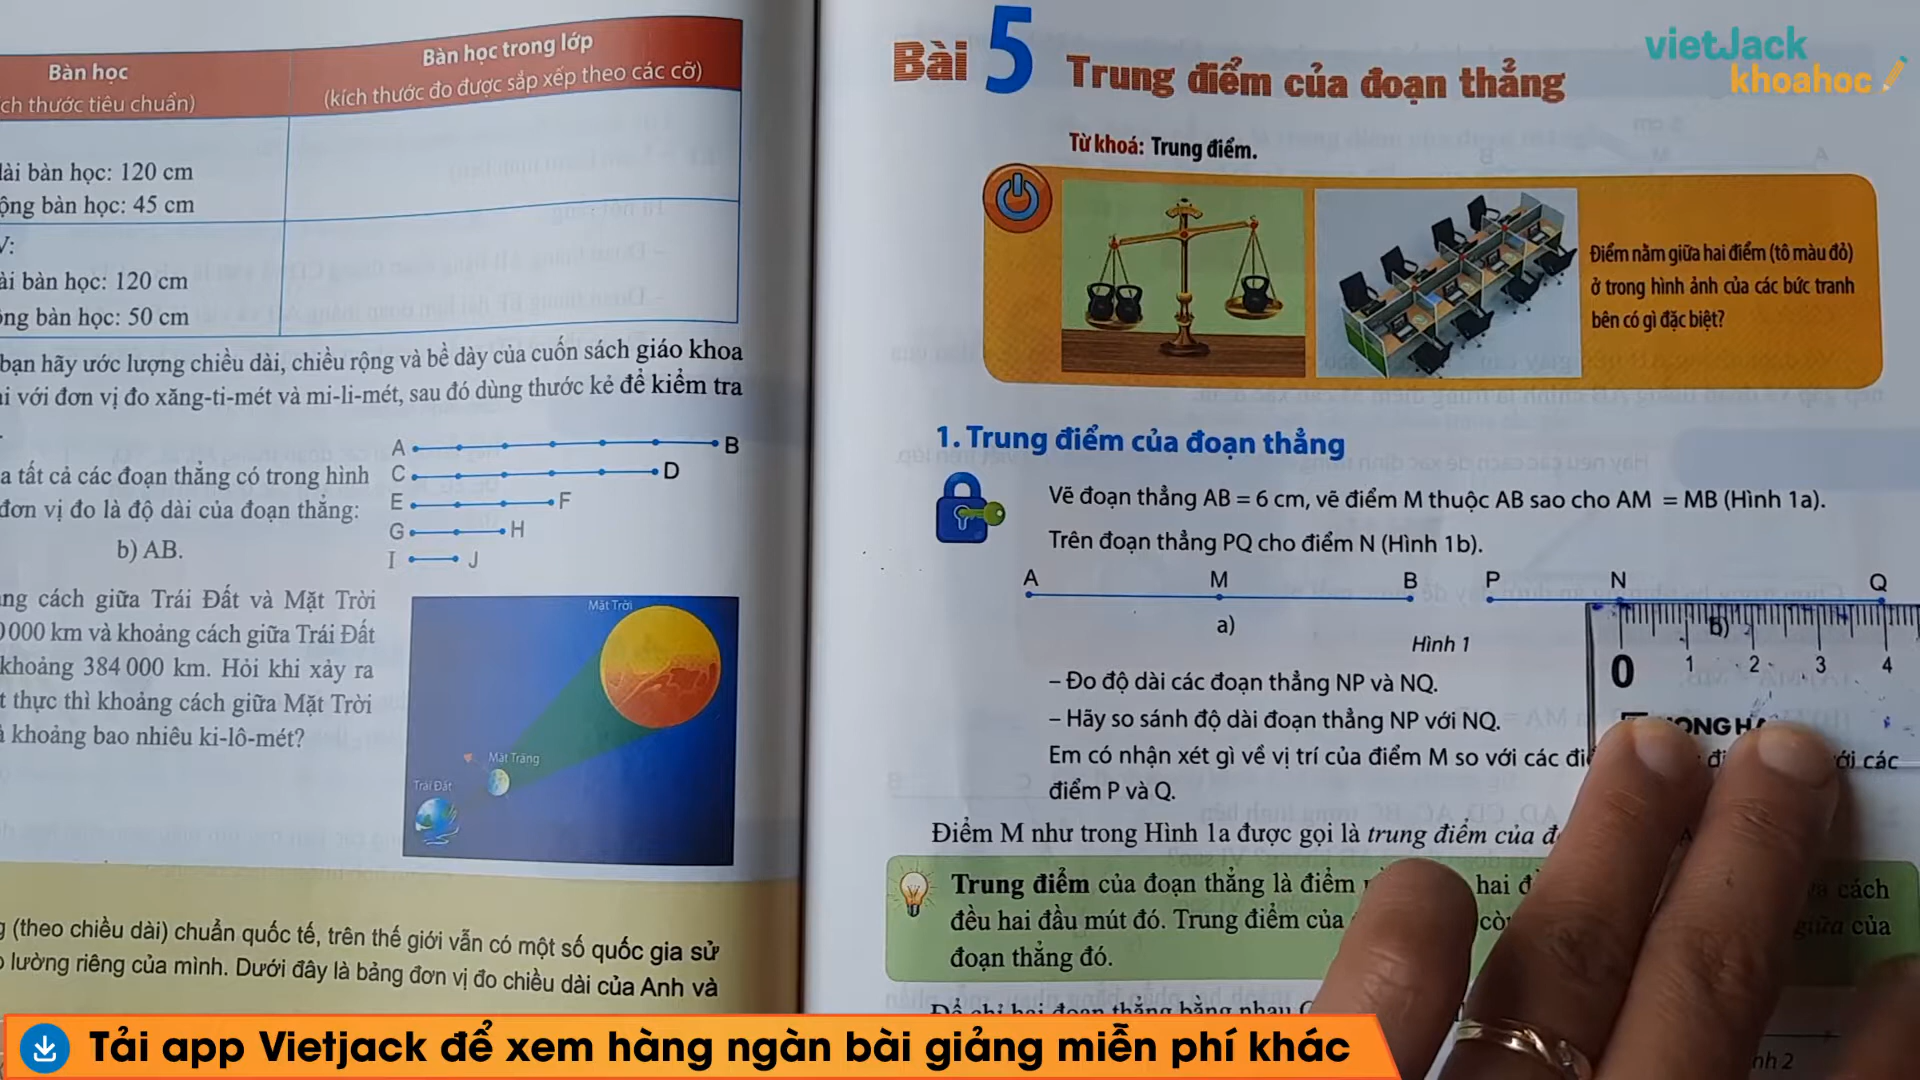 Bàn học
Bàn học trong lớp
ch thước tiêu chuẩn)
(kích thước đo được sắp xếp theo các cỡ)
bàn học: 120 cm
bàn học: 45 cm
bàn học: 120 cm
bàn học: 50 cm
bạn hãy ước lượng chiều dài, chiều rộng và bề dày của cuốn sách giáo khoa
với đơn vị đo xăng-ti-mét và mi-li-mét, sau đó dùng thước kẻ để kiểm tra
A B
C D
E F
G H
I J
tất cả các đoạn thẳng có trong hình
đơn vị đo là độ dài của đoạn thẳng:
b) AB.
cách giữa Trái Đất và Mặt Trời
000 km và khoảng cách giữa Trái Đất
khoảng 384 000 km. Hỏi khi xảy ra
thực thì khoảng cách giữa Mặt Trời
khoảng bao nhiêu ki-lô-mét?
Mặt Trời
Mặt Trăng
Trái Đất
(theo chiều dài) chuẩn quốc tế, trên thế giới vẫn có một số quốc gia sử
lường riêng của mình. Dưới đây là bảng đơn vị đo chiều dài của Anh và
vietJack
khoahoc
Bài 5 Trung điểm của đoạn thẳng
Từ khoá: Trung điểm.
Điểm nằm giữa hai điểm (tô màu đỏ)
ở trong hình ảnh của các bức tranh
bên có gì đặc biệt?
1. Trung điểm của đoạn thẳng
Vẽ đoạn thẳng AB = 6 cm, vẽ điểm M thuộc AB sao cho AM = MB (Hình 1a).
Trên đoạn thẳng PQ cho điểm N (Hình 1b).
A M B P N Q
a) b)
Hình 1
0 1 2 3 4
– Đo độ dài các đoạn thẳng NP và NQ.
– Hãy so sánh độ dài đoạn thẳng NP với NQ.
Em có nhận xét gì về vị trí của điểm M so với các với các
điểm P và Q.
Điểm M như trong Hình 1a được gọi là trung điểm của
Trung điểm của đoạn thẳng là điểm hai cách
đều hai đầu mút đó. Trung điểm của giữa của
đoạn thẳng đó.
Để chỉ hai đoạn thẳng bằng nhau
Tải app Vietjack để xem hàng ngàn bài giảng miễn phí khác